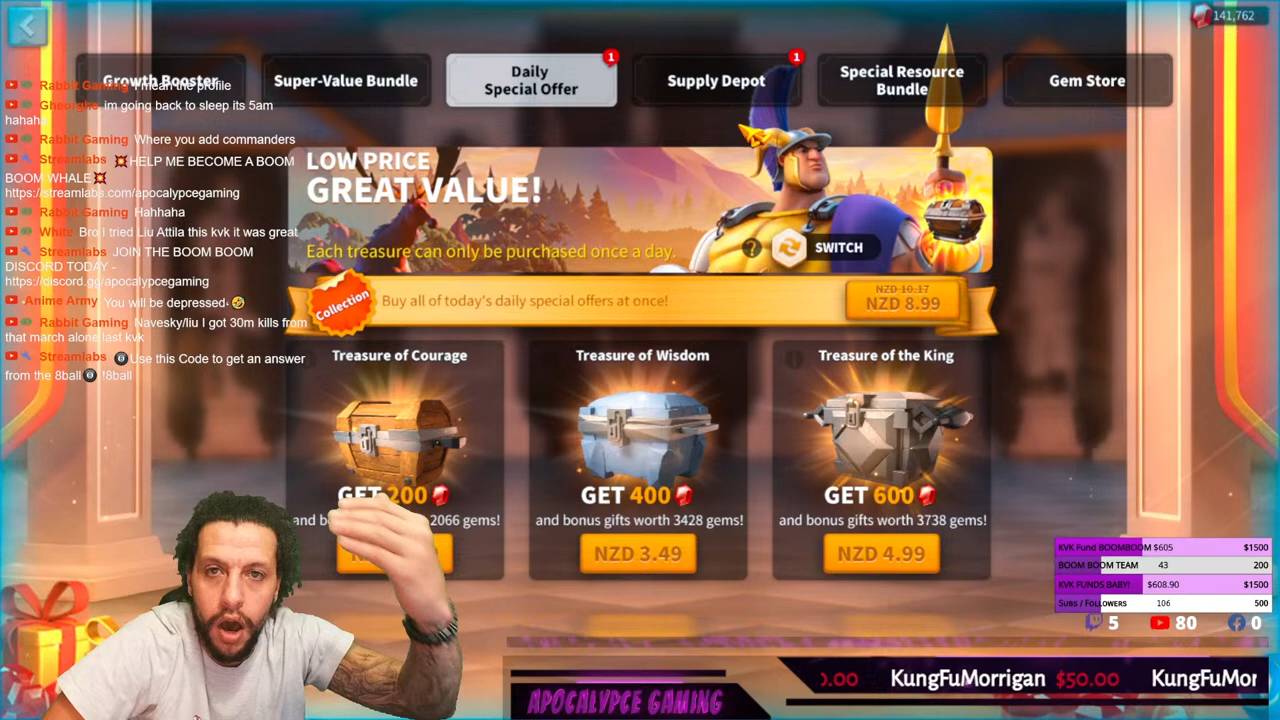 141,762
Growth Booster
Super-Value Bundle
Daily
Special Offer
1
Supply Depot
1
Special Resource
Bundle
Gem Store
Rabbit Gaming I mean the profile
Gheorghe im going back to sleep its 5am
hahaha
Rabbit Gaming Where you add commanders
Streamlabs 💥HELP ME BECOME A BOOM
BOOM WHALE💥
https://streamlabs.com/apocalypcegaming
Rabbit Gaming Hahhaha
White Bro I tried Liu Attila this kvk it was great
Streamlabs JOIN THE BOOM BOOM
DISCORD TODAY -
https://discord.gg/apocalypcegaming
Anime Army You will be depressed🤣
Rabbit Gaming Navesky/liu I got 30m kills from
that march alone last kvk
Streamlabs 🎱Use this Code to get an answer
from the 8ball🎱 !8ball
LOW PRICE
GREAT VALUE!
Each treasure can only be purchased once a day.
? SWITCH
Collection
Buy all of today's daily special offers at once!
NZD 10.17
NZD 8.99
Treasure of Courage
GET 200
2066 gems!
Treasure of Wisdom
GET 400
and bonus gifts worth 3428 gems!
NZD 3.49
Treasure of the King
GET 600
and bonus gifts worth 3738 gems!
NZD 4.99
KVK Fund BOOMBOOM $605 $1500
BOOM BOOM TEAM 43 200
KVK FUNDS BABY! $608.90 $1500
Subs / Followers 106 500
5 80 0
APOCALYPCE GAMING
0.00 KungFuMorrigan $50.00 KungFuMor